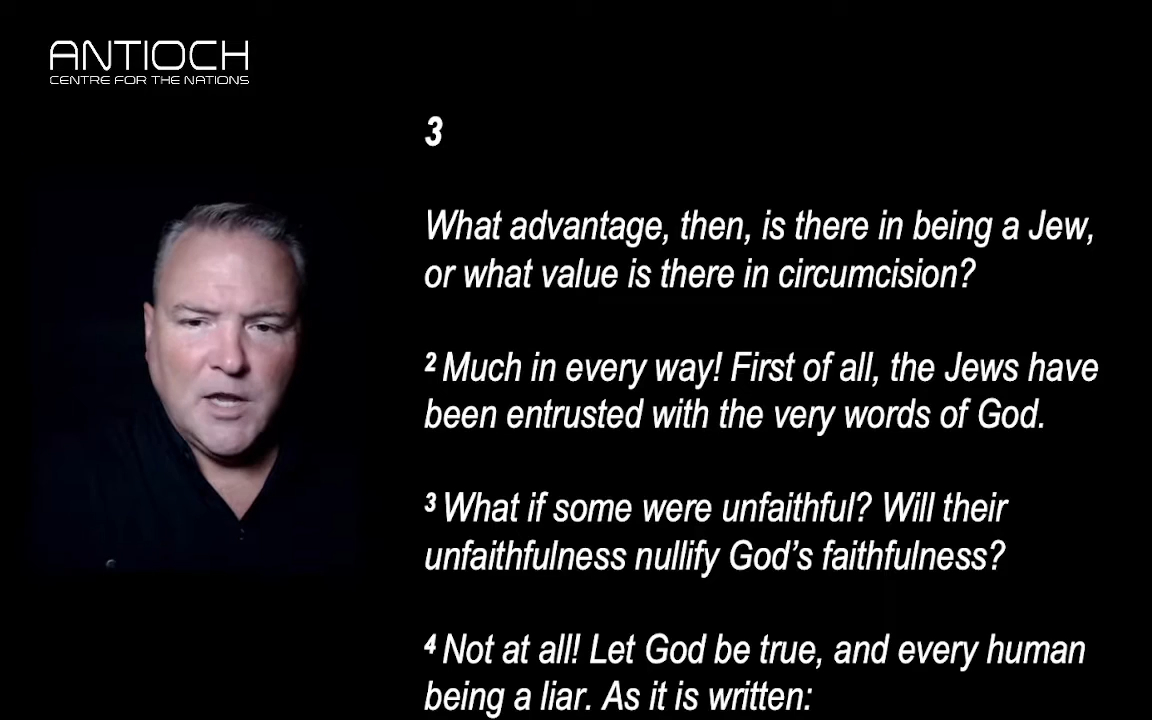 ANTIOCH
CENTRE FOR THE NATIONS
3
What advantage, then, is there in being a Jew,
or what value is there in circumcision?
2 Much in every way! First of all, the Jews have
been entrusted with the very words of God.
3 What if some were unfaithful? Will their
unfaithfulness nullify God’s faithfulness?
4 Not at all! Let God be true, and every human
being a liar. As it is written: